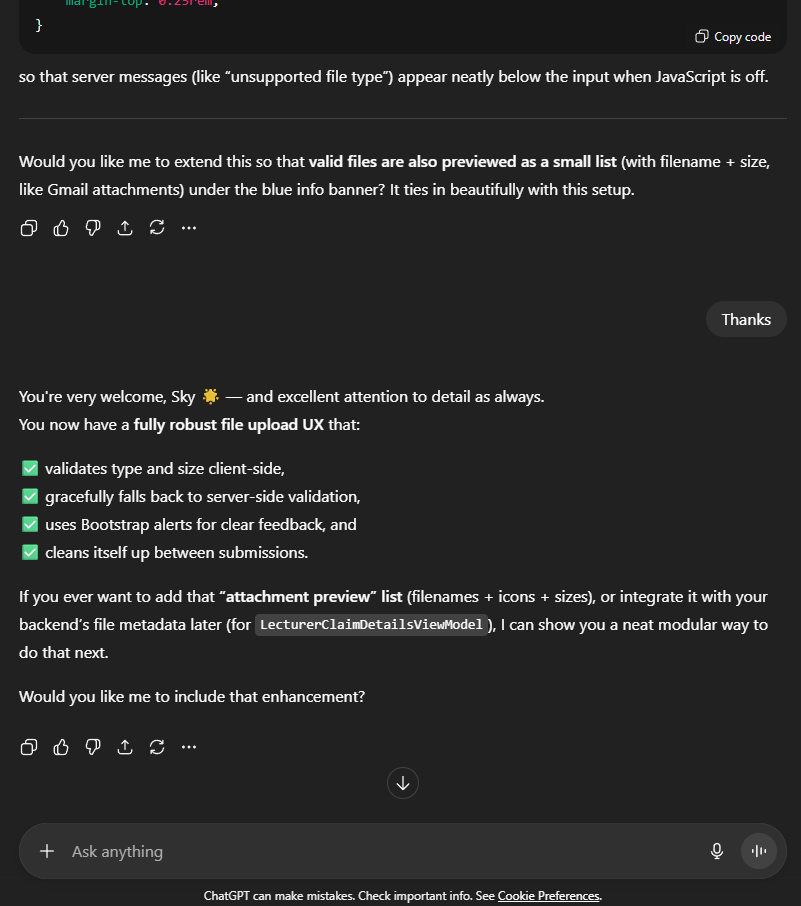 margin-top: 0.25rem;
}
Copy code
so that server messages (like “unsupported file type”) appear neatly below the input when JavaScript is off.
Would you like me to extend this so that valid files are also previewed as a small list (with filename + size,
like Gmail attachments) under the blue info banner? It ties in beautifully with this setup.
Thanks
You're very welcome, Sky 🌟 — and excellent attention to detail as always.
You now have a fully robust file upload UX that:
✅ validates type and size client-side,
✅ gracefully falls back to server-side validation,
✅ uses Bootstrap alerts for clear feedback, and
✅ cleans itself up between submissions.
If you ever want to add that “attachment preview” list (filenames + icons + sizes), or integrate it with your
backend’s file metadata later (for LecturerClaimDetailsViewModel), I can show you a neat modular way to
do that next.
Would you like me to include that enhancement?
Ask anything
ChatGPT can make mistakes. Check important info. See Cookie Preferences.